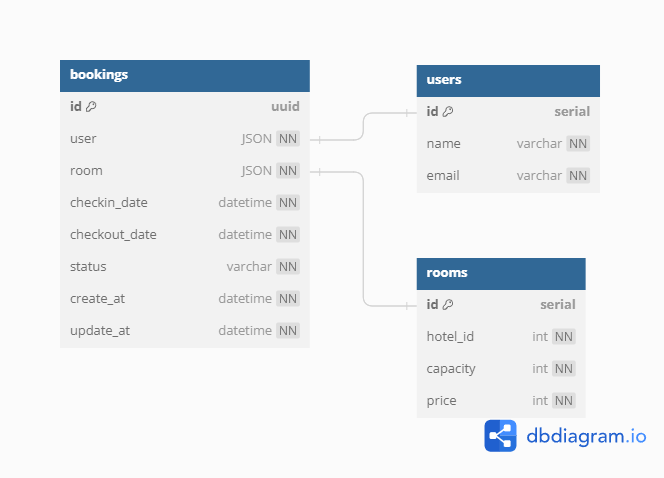 bookings
id uuid
user JSON NN
room JSON NN
checkin_date datetime NN
checkout_date datetime NN
status varchar NN
create_at datetime NN
update_at datetime NN
users
id serial
name varchar NN
email varchar NN
rooms
id serial
hotel_id int NN
capacity int NN
price int NN
dbdiagram.io